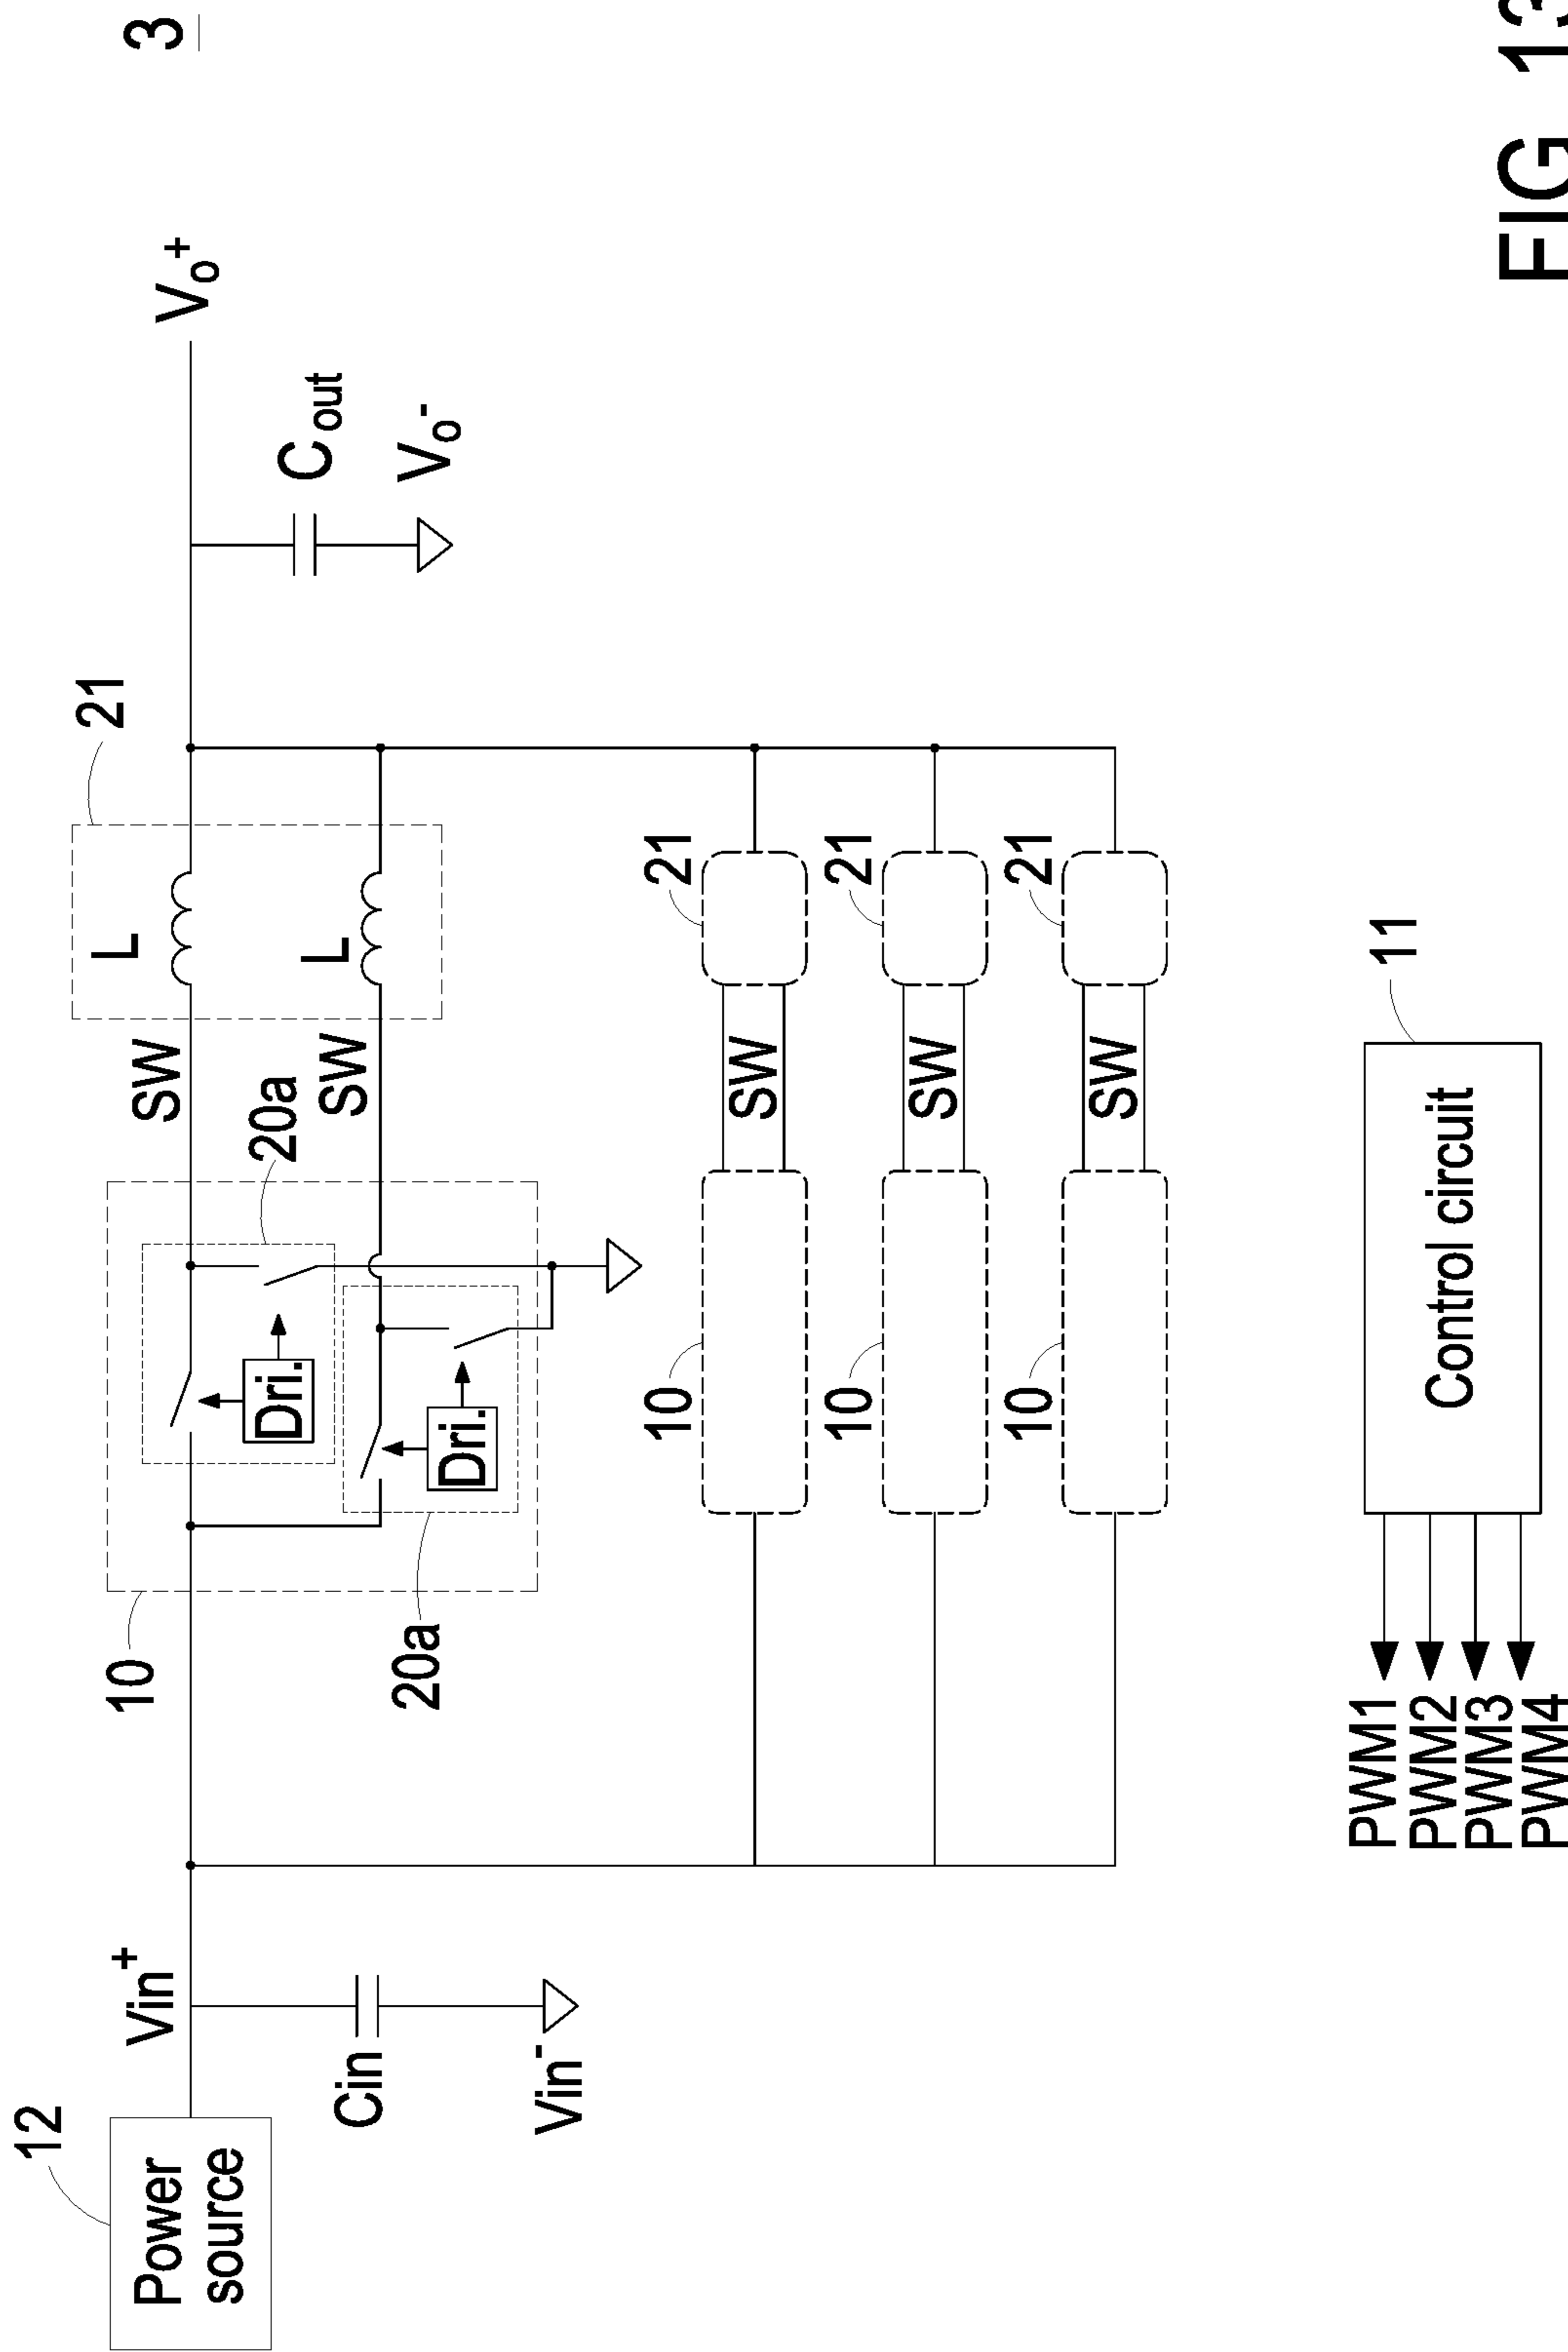 3
12
Power
source
Vin+
Cin
Vin-
10
20a
Dri.
20a
Dri.
SW
SW
21
L
L
Vo+
Cout
Vo-
10
SW
21
10
SW
21
10
SW
21
11
Control circuit
PWM1
PWM2
PWM3
PWM4
FIG. 13